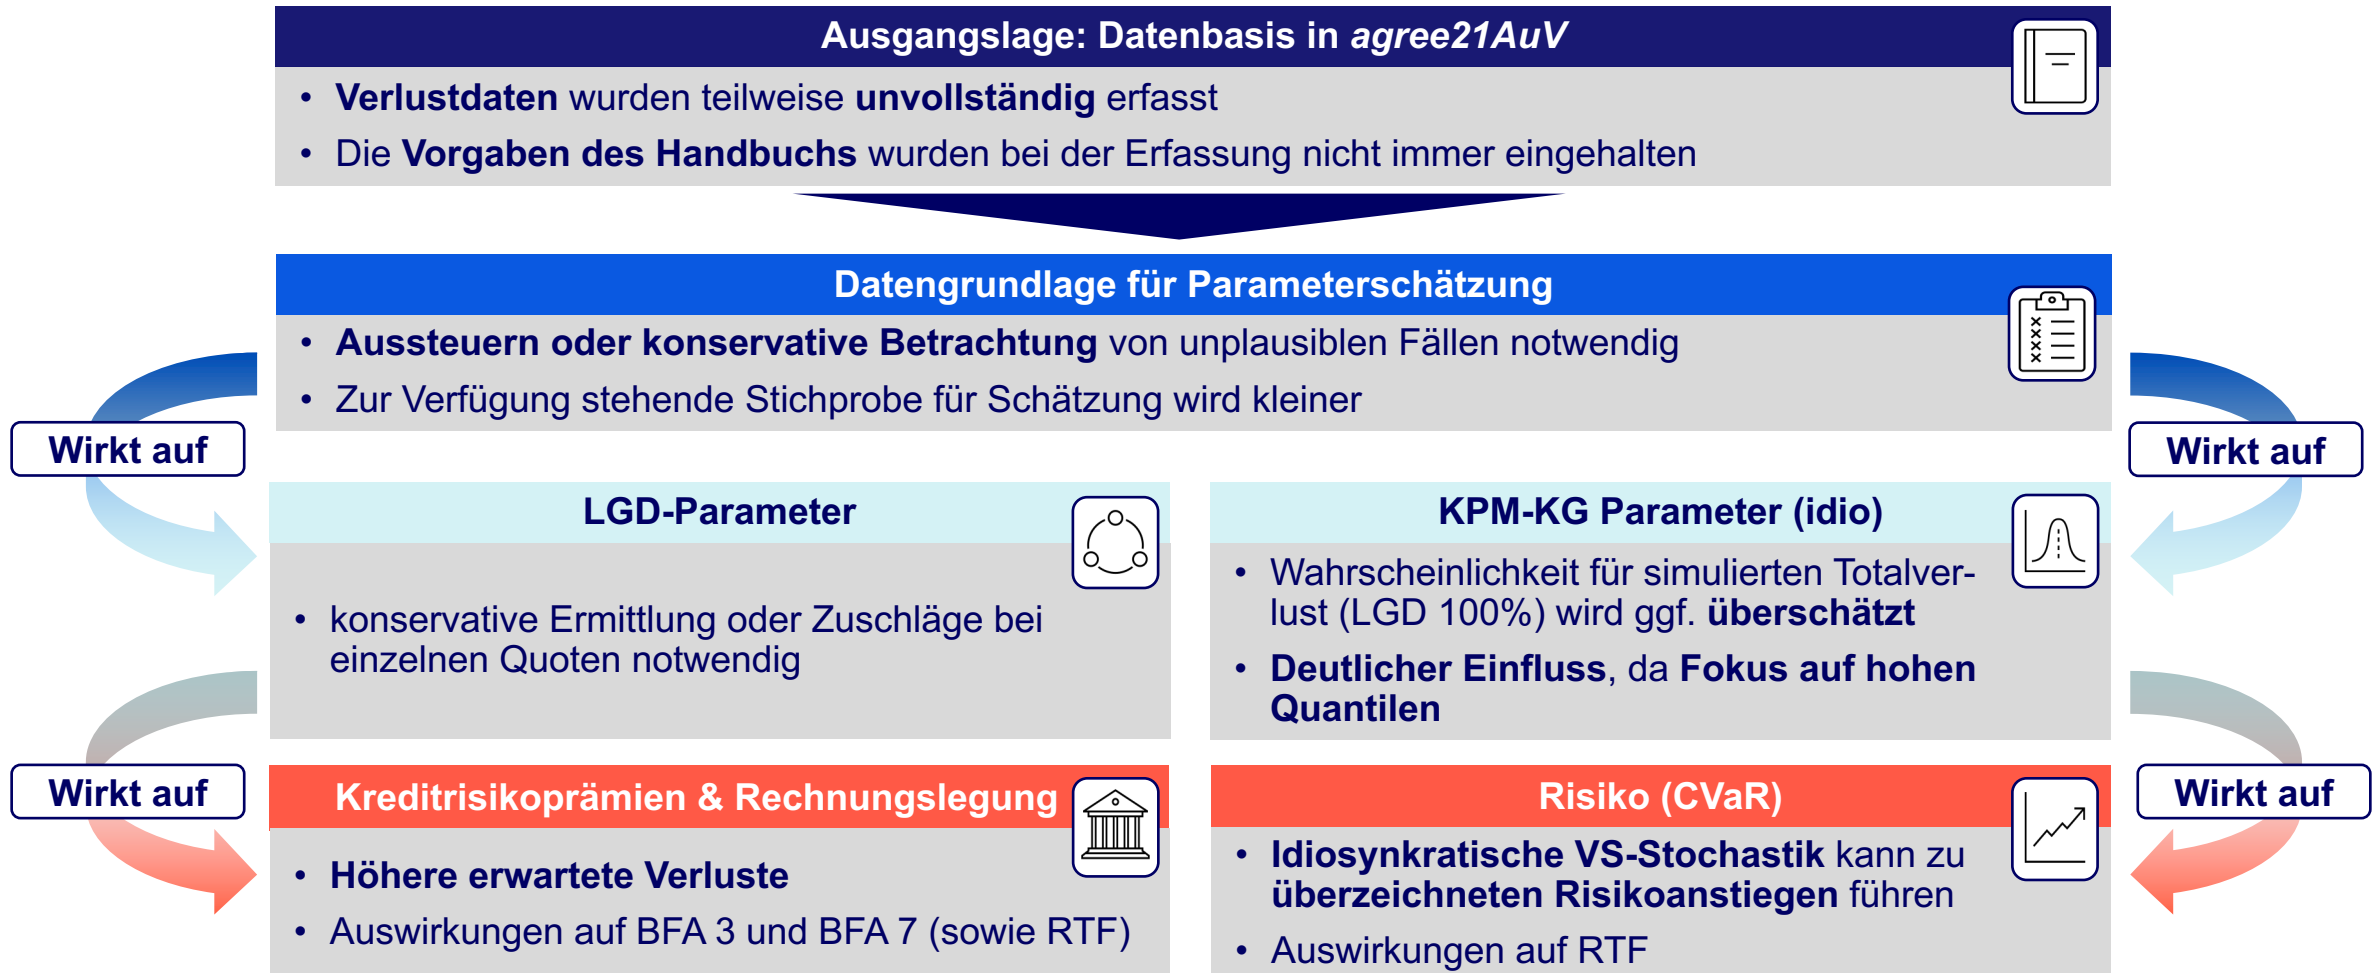 Ausgangslage: Datenbasis in agree21AuV
• Verlustdaten wurden teilweise unvollständig erfasst
• Die Vorgaben des Handbuchs wurden bei der Erfassung nicht immer eingehalten
Datengrundlage für Parameterschätzung
• Aussteuern oder konservative Betrachtung von unplausiblen Fällen notwendig
• Zur Verfügung stehende Stichprobe für Schätzung wird kleiner
Wirkt auf
Wirkt auf
LGD-Parameter
• konservative Ermittlung oder Zuschläge bei
einzelnen Quoten notwendig
KPM-KG Parameter (idio)
• Wahrscheinlichkeit für simulierten Totalver-
lust (LGD 100%) wird ggf. überschätzt
• Deutlicher Einfluss, da Fokus auf hohen
Quantilen
Wirkt auf
Wirkt auf
Kreditrisikoprämien & Rechnungslegung
• Höhere erwartete Verluste
• Auswirkungen auf BFA 3 und BFA 7 (sowie RTF)
Risiko (CVaR)
• Idiosynkratische VS-Stochastik kann zu
überzeichneten Risikoanstiegen führen
• Auswirkungen auf RTF